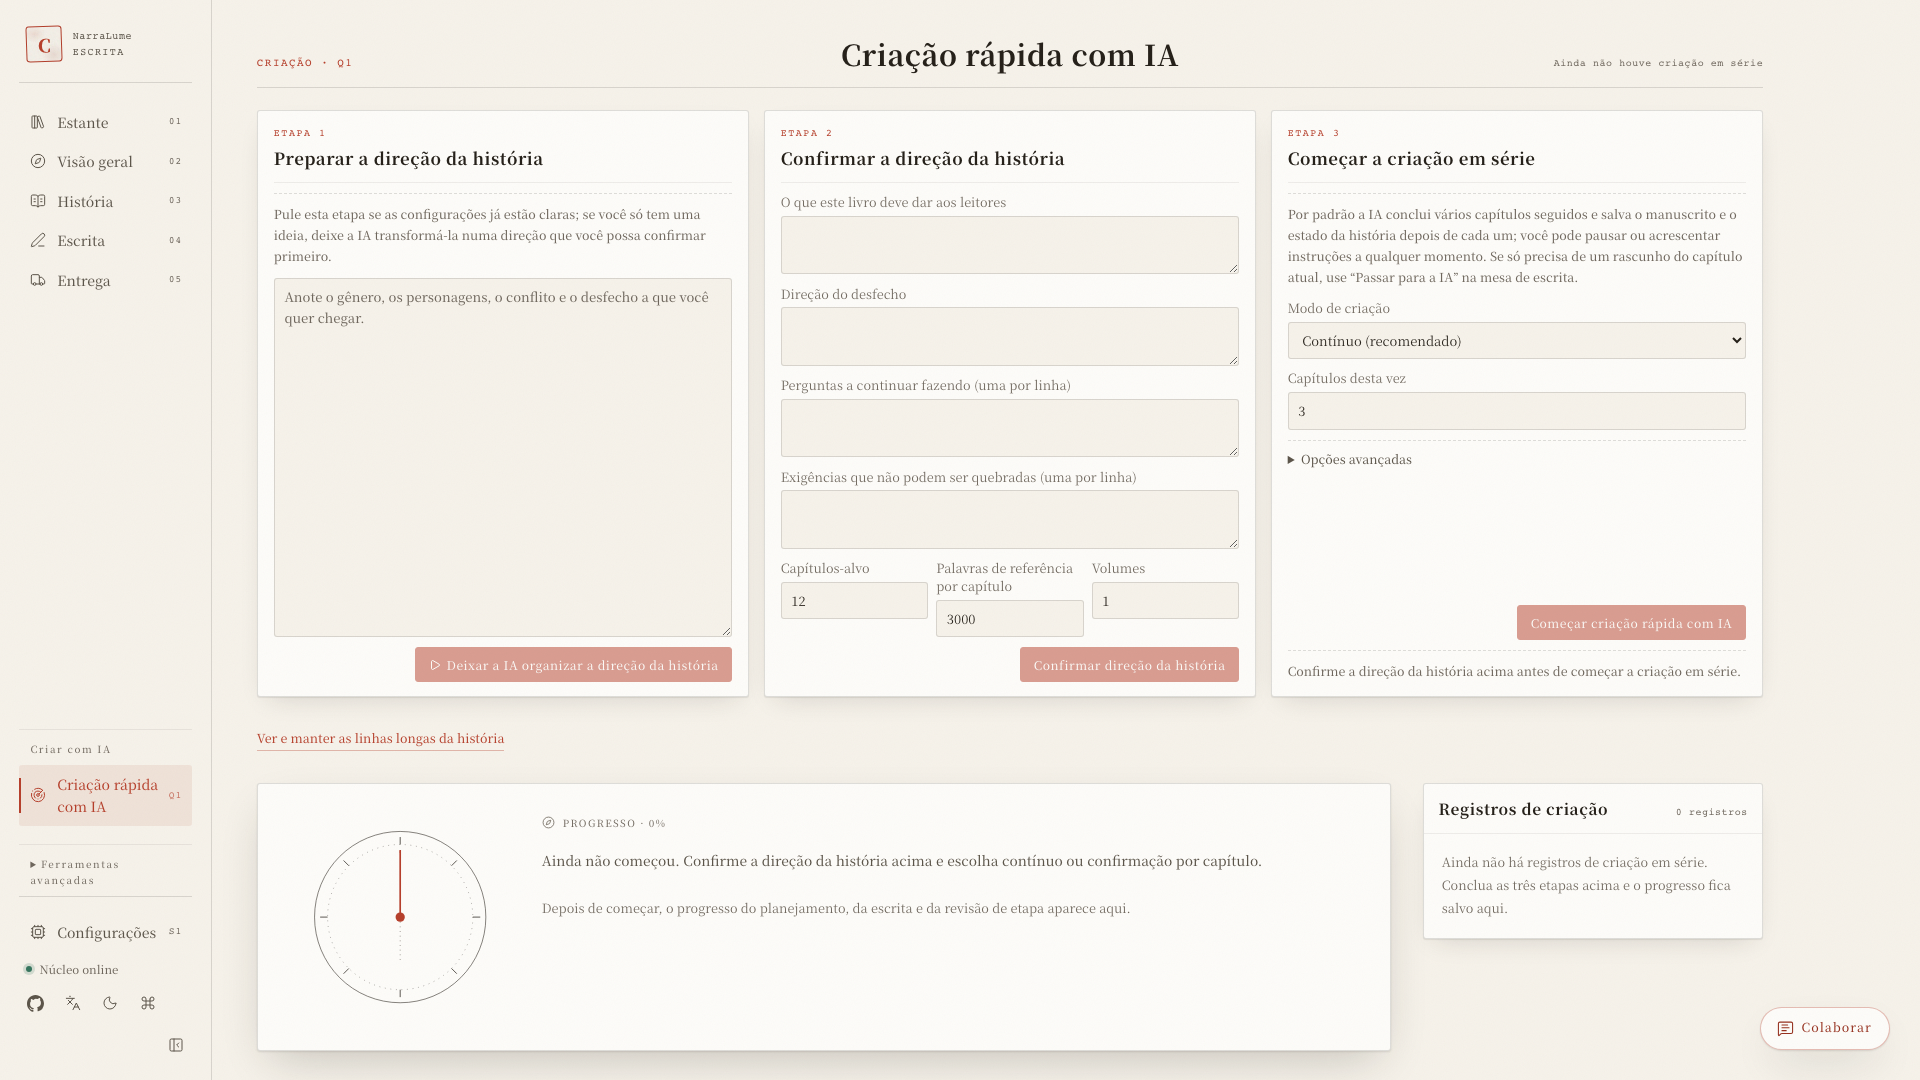 C
NarraLume
ESCRITA
Estante 01
Visão geral 02
História 03
Escrita 04
Entrega 05
Criar com IA
Criação rápida
com IA
Q1
Ferramentas
avançadas
Configurações S1
Núcleo online
CRIAÇÃO · Q1
Criação rápida com IA
Ainda não houve criação em série
ETAPA 1
Preparar a direção da história
Pule esta etapa se as configurações já estão claras; se você só tem uma
ideia, deixe a IA transformá-la numa direção que você possa confirmar
primeiro.
Anote o gênero, os personagens, o conflito e o desfecho a que você
quer chegar.
Deixar a IA organizar a direção da história
ETAPA 2
Confirmar a direção da história
O que este livro deve dar aos leitores
Direção do desfecho
Perguntas a continuar fazendo (uma por linha)
Exigências que não podem ser quebradas (uma por linha)
Capítulos-alvo
12
Palavras de referência
por capítulo
3000
Volumes
1
Confirmar direção da história
ETAPA 3
Começar a criação em série
Por padrão a IA conclui vários capítulos seguidos e salva o manuscrito e o
estado da história depois de cada um; você pode pausar ou acrescentar
instruções a qualquer momento. Se só precisa de um rascunho do capítulo
atual, use “Passar para a IA” na mesa de escrita.
Modo de criação
Contínuo (recomendado)
Capítulos desta vez
3
Opções avançadas
Começar criação rápida com IA
Confirme a direção da história acima antes de começar a criação em série.
Ver e manter as linhas longas da história
PROGRESSO · 0%
Ainda não começou. Confirme a direção da história acima e escolha contínuo ou confirmação por capítulo.
Depois de começar, o progresso do planejamento, da escrita e da revisão de etapa aparece aqui.
Registros de criação 0 registros
Ainda não há registros de criação em série.
Conclua as três etapas acima e o progresso fica
salvo aqui.
Colaborar